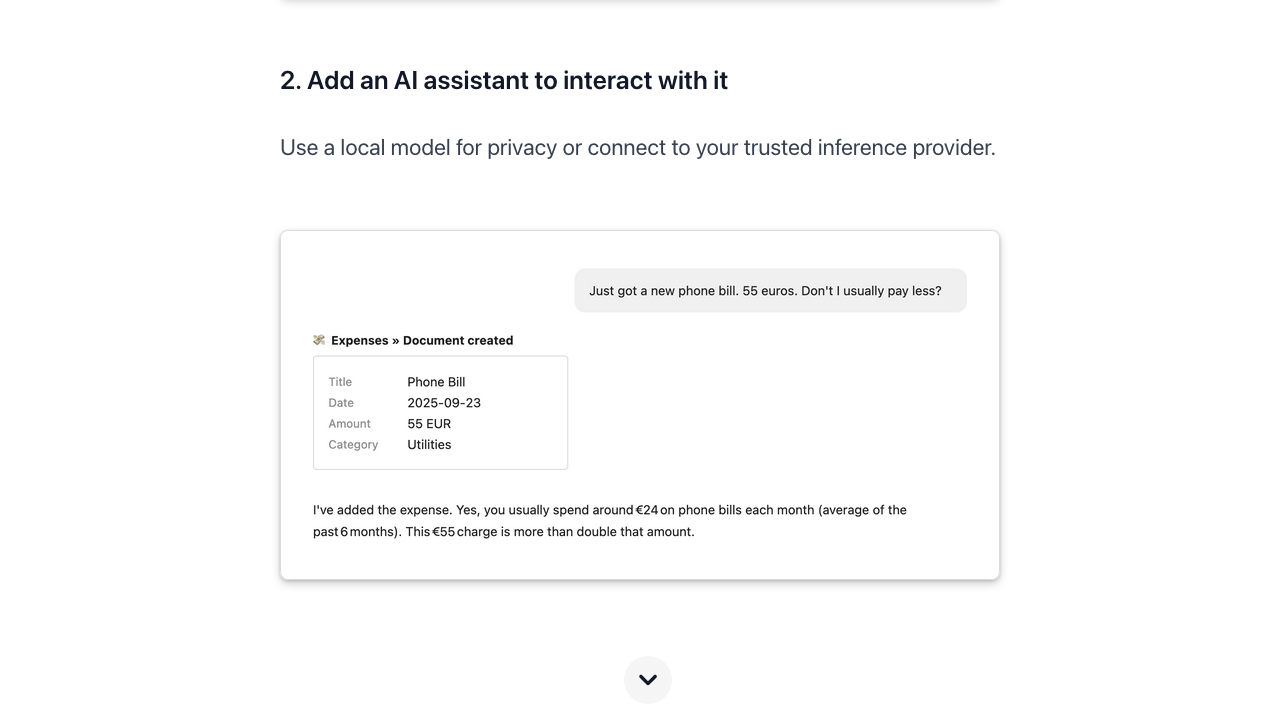 2. Add an AI assistant to interact with it
Use a local model for privacy or connect to your trusted inference provider.
Just got a new phone bill. 55 euros. Don't I usually pay less?
Expenses » Document created
Title Phone Bill
Date 2025-09-23
Amount 55 EUR
Category Utilities
I've added the expense. Yes, you usually spend around €24 on phone bills each month (average of the
past 6 months). This €55 charge is more than double that amount.